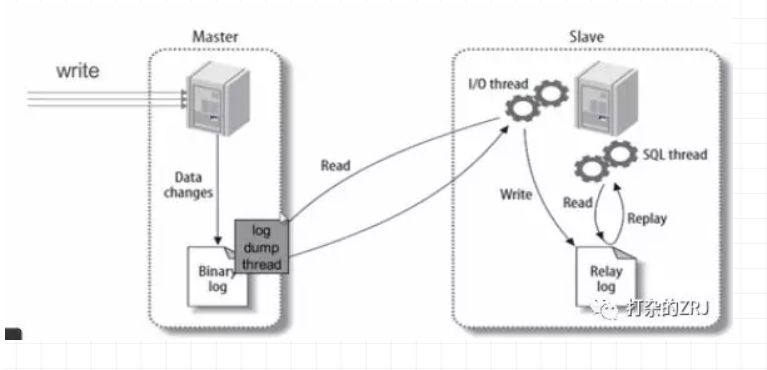 Master
write
Data
changes
log
dump
thread
Binary
log
Read
Slave
I/O thread
SQL thread
Write
Read
Replay
Relay
log
打杂的ZRJ